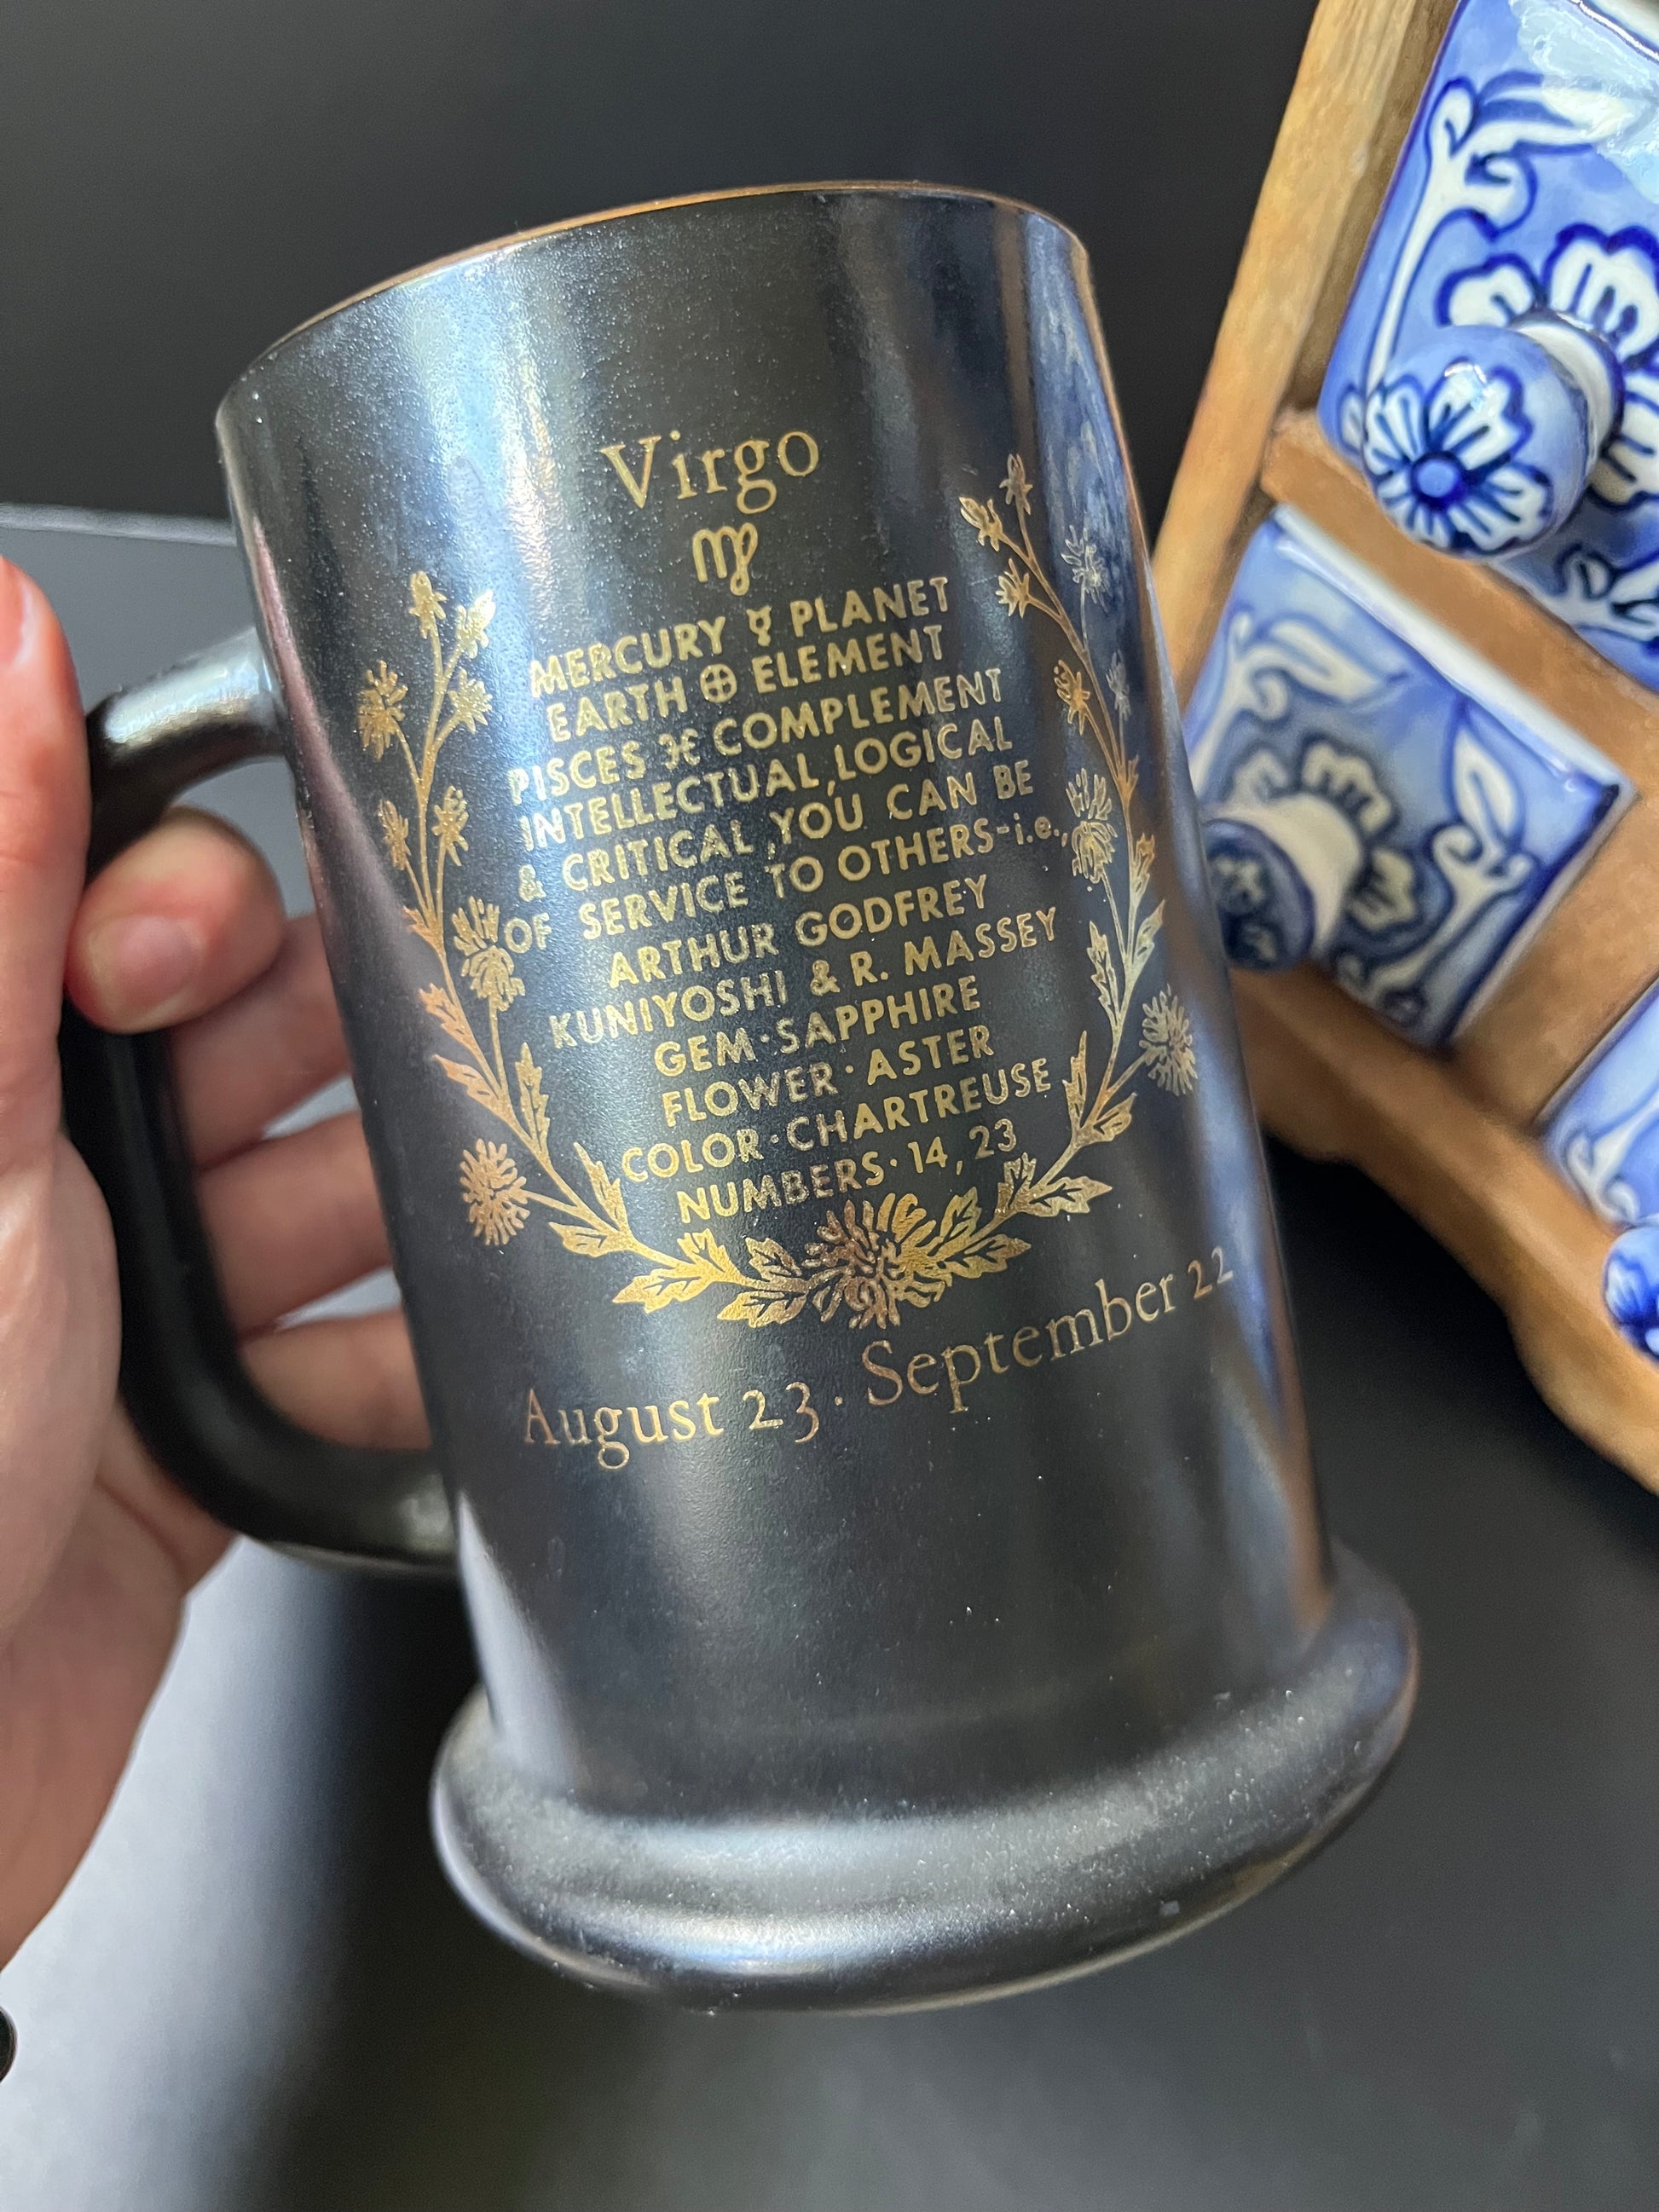 Virgo
♍
MERCURY ☿ PLANET
EARTH ⊕ ELEMENT
PISCES ♓ COMPLEMENT
INTELLECTUAL, LOGICAL
& CRITICAL, YOU CAN BE
OF SERVICE TO OTHERS-i.e.,
ARTHUR GODFREY
KUNIYOSHI & R. MASSEY
GEM·SAPPHIRE
FLOWER·ASTER
COLOR·CHARTREUSE
NUMBERS·14, 23
August 23·September 22